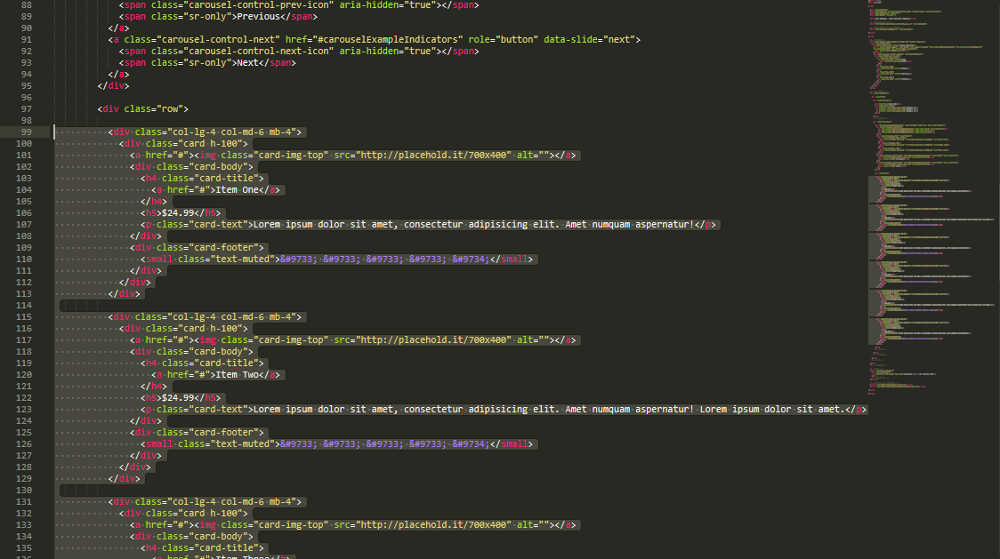 88 <span class="carousel-control-prev-icon" aria-hidden="true"></span>
89 <span class="sr-only">Previous</span>
90 </a>
91 <a class="carousel-control-next" href="#carouselExampleIndicators" role="button" data-slide="next">
92 <span class="carousel-control-next-icon" aria-hidden="true"></span>
93 <span class="sr-only">Next</span>
94 </a>
95 </div>
96
97 <div class="row">
98
99 <div class="col-lg-4 col-md-6 mb-4">
100 <div class="card h-100">
101 <a href="#"><img class="card-img-top" src="http://placehold.it/700x400" alt=""></a>
102 <div class="card-body">
103 <h4 class="card-title">
104 <a href="#">Item One</a>
105 </h4>
106 <h5>$24.99</h5>
107 <p class="card-text">Lorem ipsum dolor sit amet, consectetur adipisicing elit. Amet numquam aspernatur!</p>
108 </div>
109 <div class="card-footer">
110 <small class="text-muted">&#9733; &#9733; &#9733; &#9733; &#9734;</small>
111 </div>
112 </div>
113 </div>
114
115 <div class="col-lg-4 col-md-6 mb-4">
116 <div class="card h-100">
117 <a href="#"><img class="card-img-top" src="http://placehold.it/700x400" alt=""></a>
118 <div class="card-body">
119 <h4 class="card-title">
120 <a href="#">Item Two</a>
121 </h4>
122 <h5>$24.99</h5>
123 <p class="card-text">Lorem ipsum dolor sit amet, consectetur adipisicing elit. Amet numquam aspernatur! Lorem ipsum dolor sit amet.</p>
124 </div>
125 <div class="card-footer">
126 <small class="text-muted">&#9733; &#9733; &#9733; &#9733; &#9734;</small>
127 </div>
128 </div>
129 </div>
130
131 <div class="col-lg-4 col-md-6 mb-4">
132 <div class="card h-100">
133 <a href="#"><img class="card-img-top" src="http://placehold.it/700x400" alt=""></a>
134 <div class="card-body">
135 <h4 class="card-title">
136 <a href="#">Item Three</a>